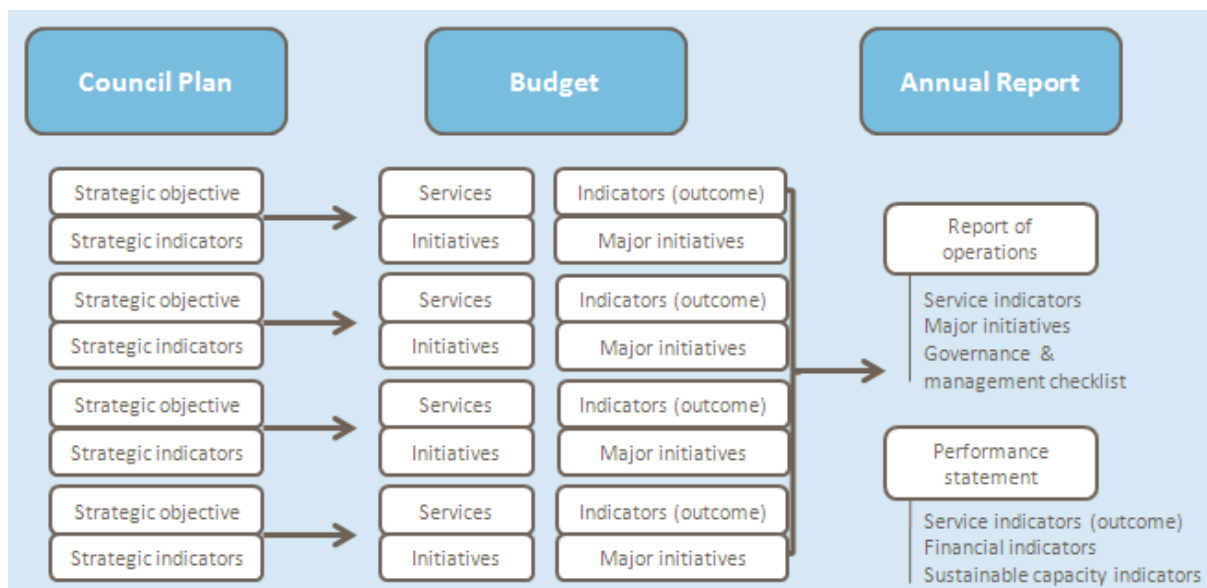 Council Plan
Budget
Annual Report
Strategic objective
Strategic indicators
Services
Initiatives
Indicators (outcome)
Major initiatives
Strategic objective
Strategic indicators
Services
Initiatives
Indicators (outcome)
Major initiatives
Strategic objective
Strategic indicators
Services
Initiatives
Indicators (outcome)
Major initiatives
Strategic objective
Strategic indicators
Services
Initiatives
Indicators (outcome)
Major initiatives
Report of
operations
Service indicators
Major initiatives
Governance &
management checklist
Performance
statement
Service indicators (outcome)
Financial indicators
Sustainable capacity indicators